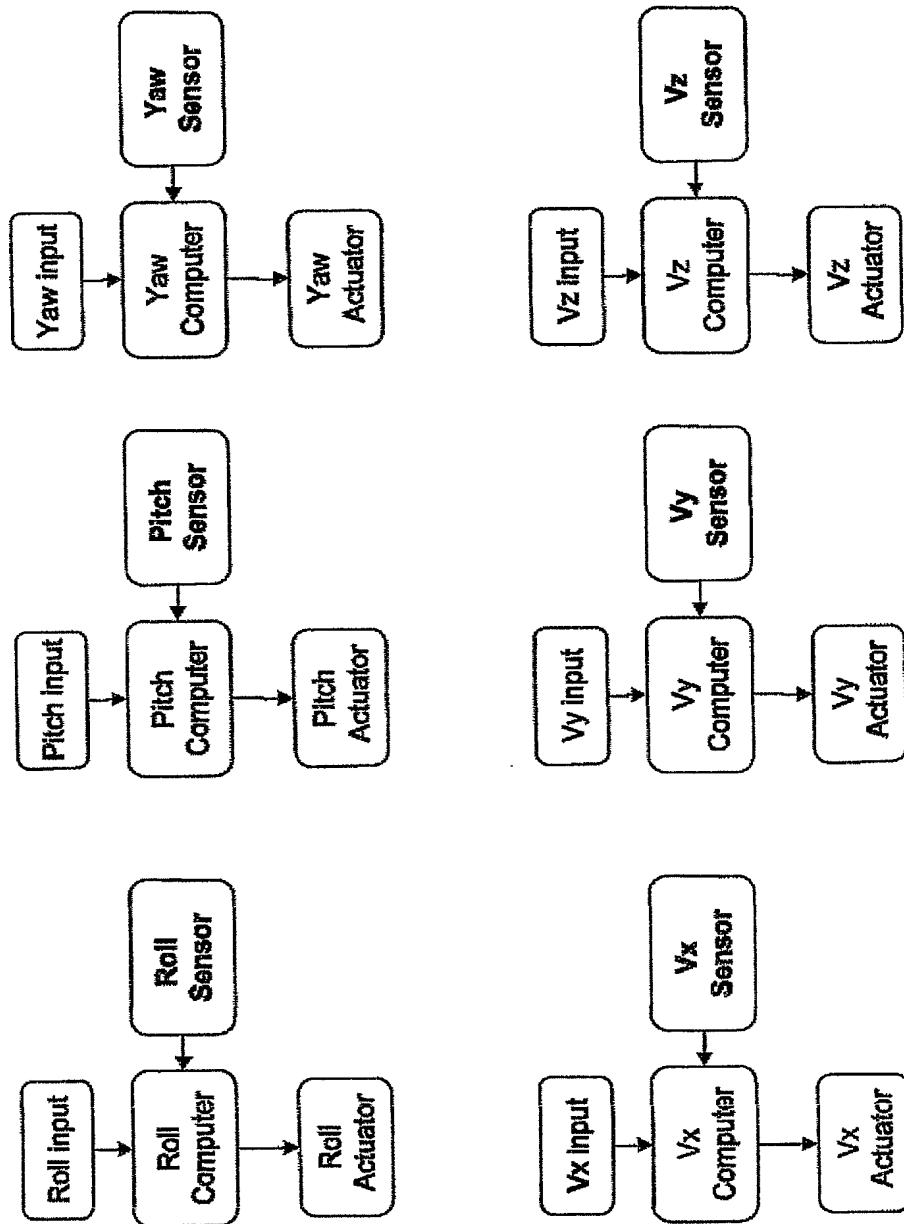 Roll input
Roll
Computer
Roll
Sensor
Roll
Actuator
Pitch input
Pitch
Computer
Pitch
Sensor
Pitch
Actuator
Yaw input
Yaw
Computer
Yaw
Sensor
Yaw
Actuator
Vx input
Vx
Computer
Vx
Sensor
Vx
Actuator
Vy input
Vy
Computer
Vy
Sensor
Vy
Actuator
Vz input
Vz
Computer
Vz
Sensor
Vz
Actuator